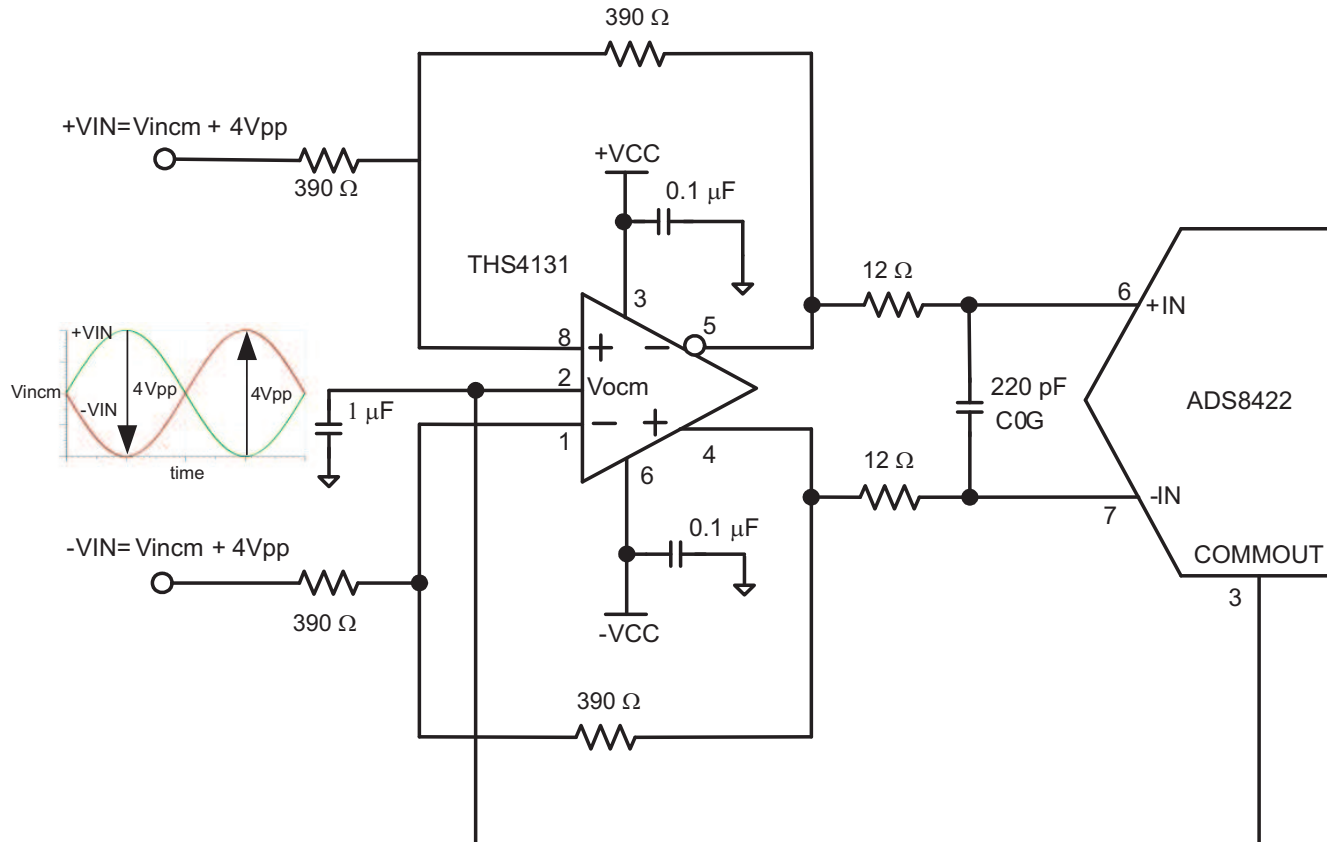 390 Ω
+VIN=Vincm + 4Vpp
390 Ω
+VCC
0.1 μF
THS4131
3
12 Ω
6
+IN
5
8
+
−
+VIN
Vincm
4Vpp
4Vpp
-VIN
time
2
Vocm
1 μF
220 pF
C0G
ADS8422
1
−
+
4
12 Ω
6
-IN
7
0.1 μF
-VIN=Vincm + 4Vpp
390 Ω
COMMOUT
3
-VCC
390 Ω